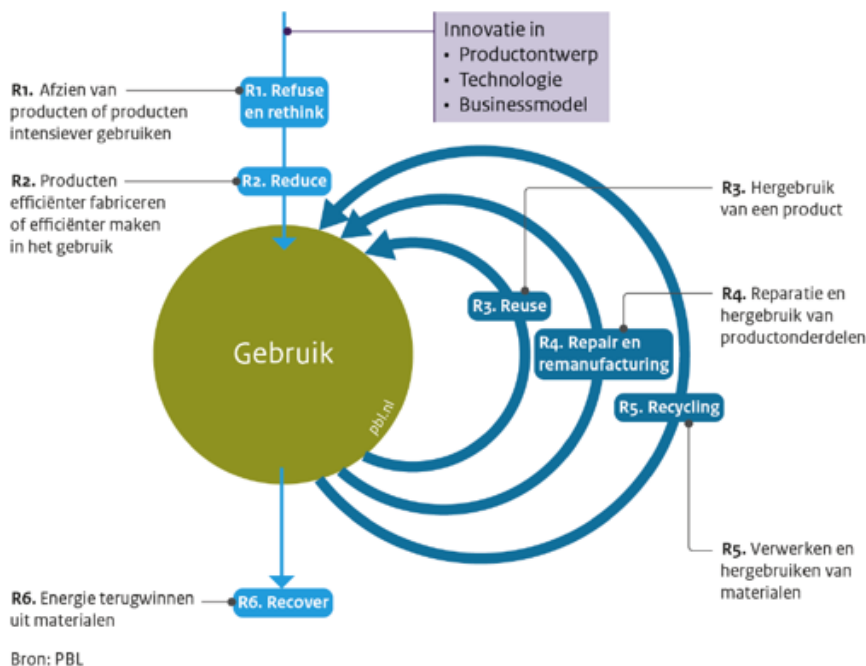 Innovatie in
• Productontwerp
• Technologie
• Businessmodel
R1. Afzien van
producten of producten
intensiever gebruiken
R1. Refuse
en rethink
R2. Producten
efficiënter fabriceren
of efficiënter maken
in het gebruik
R2. Reduce
R3. Hergebruik
van een product
R3. Reuse
R4. Reparatie en
hergebruik van
productonderdelen
R4. Repair en
remanufacturing
Gebruik
pbl.nl
R5. Recycling
R5. Verwerken en
hergebruiken van
materialen
R6. Energie terugwinnen
uit materialen
R6. Recover
Bron: PBL